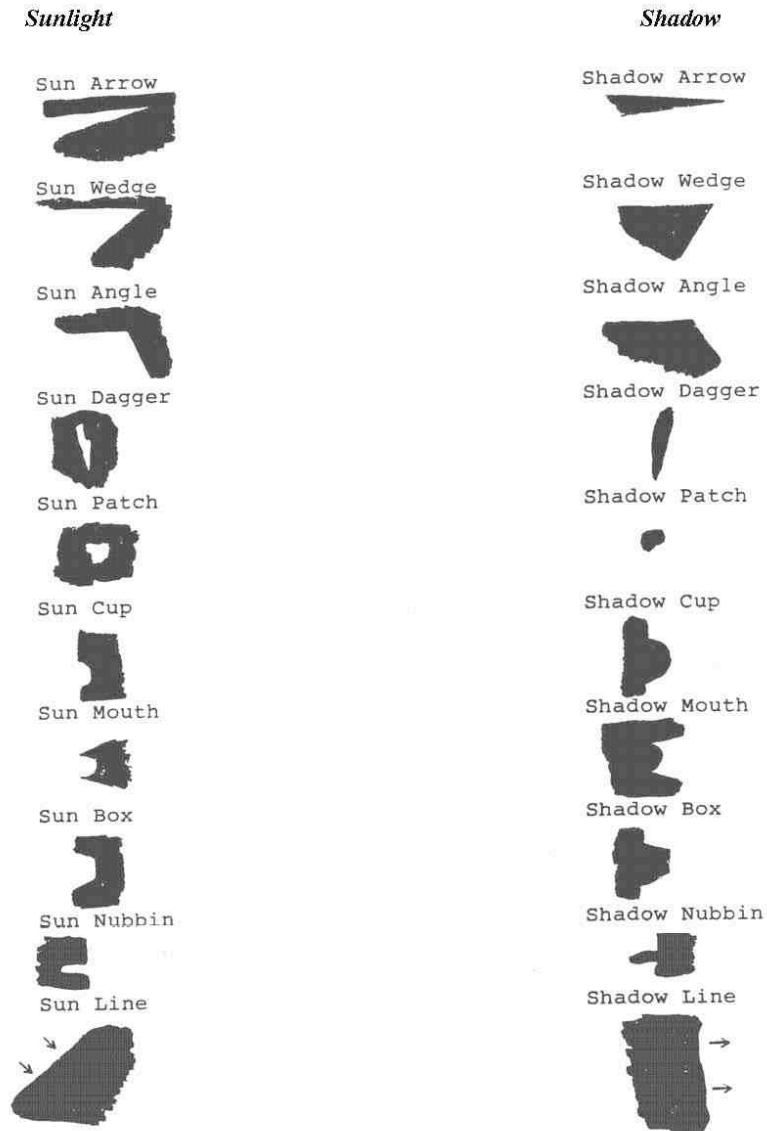 Sunlight Shadow
Sun Arrow Shadow Arrow
Sun Wedge Shadow Wedge
Sun Angle Shadow Angle
Sun Dagger Shadow Dagger
Sun Patch Shadow Patch
Sun Cup Shadow Cup
Sun Mouth Shadow Mouth
Sun Box Shadow Box
Sun Nubbin Shadow Nubbin
Sun Line Shadow Line